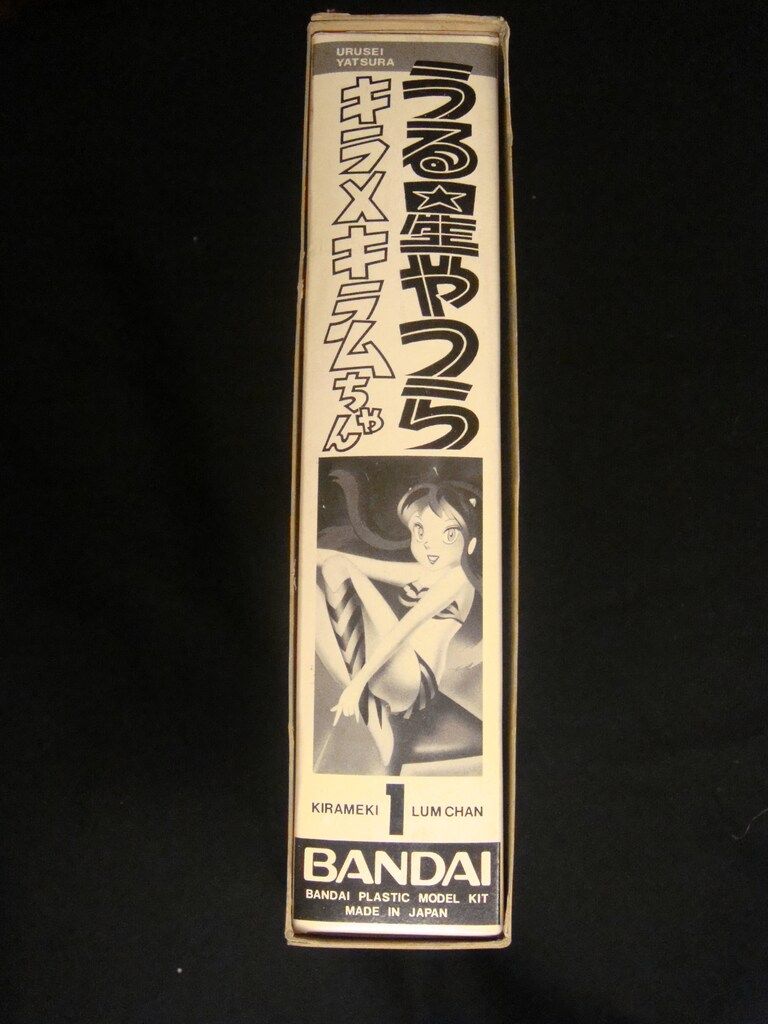 URUSEI
YATSURA
うる星やつら
キラメキラムちゃん
KIRAMEKI 1 LUM CHAN
BANDAI
BANDAI PLASTIC MODEL KIT
MADE IN JAPAN